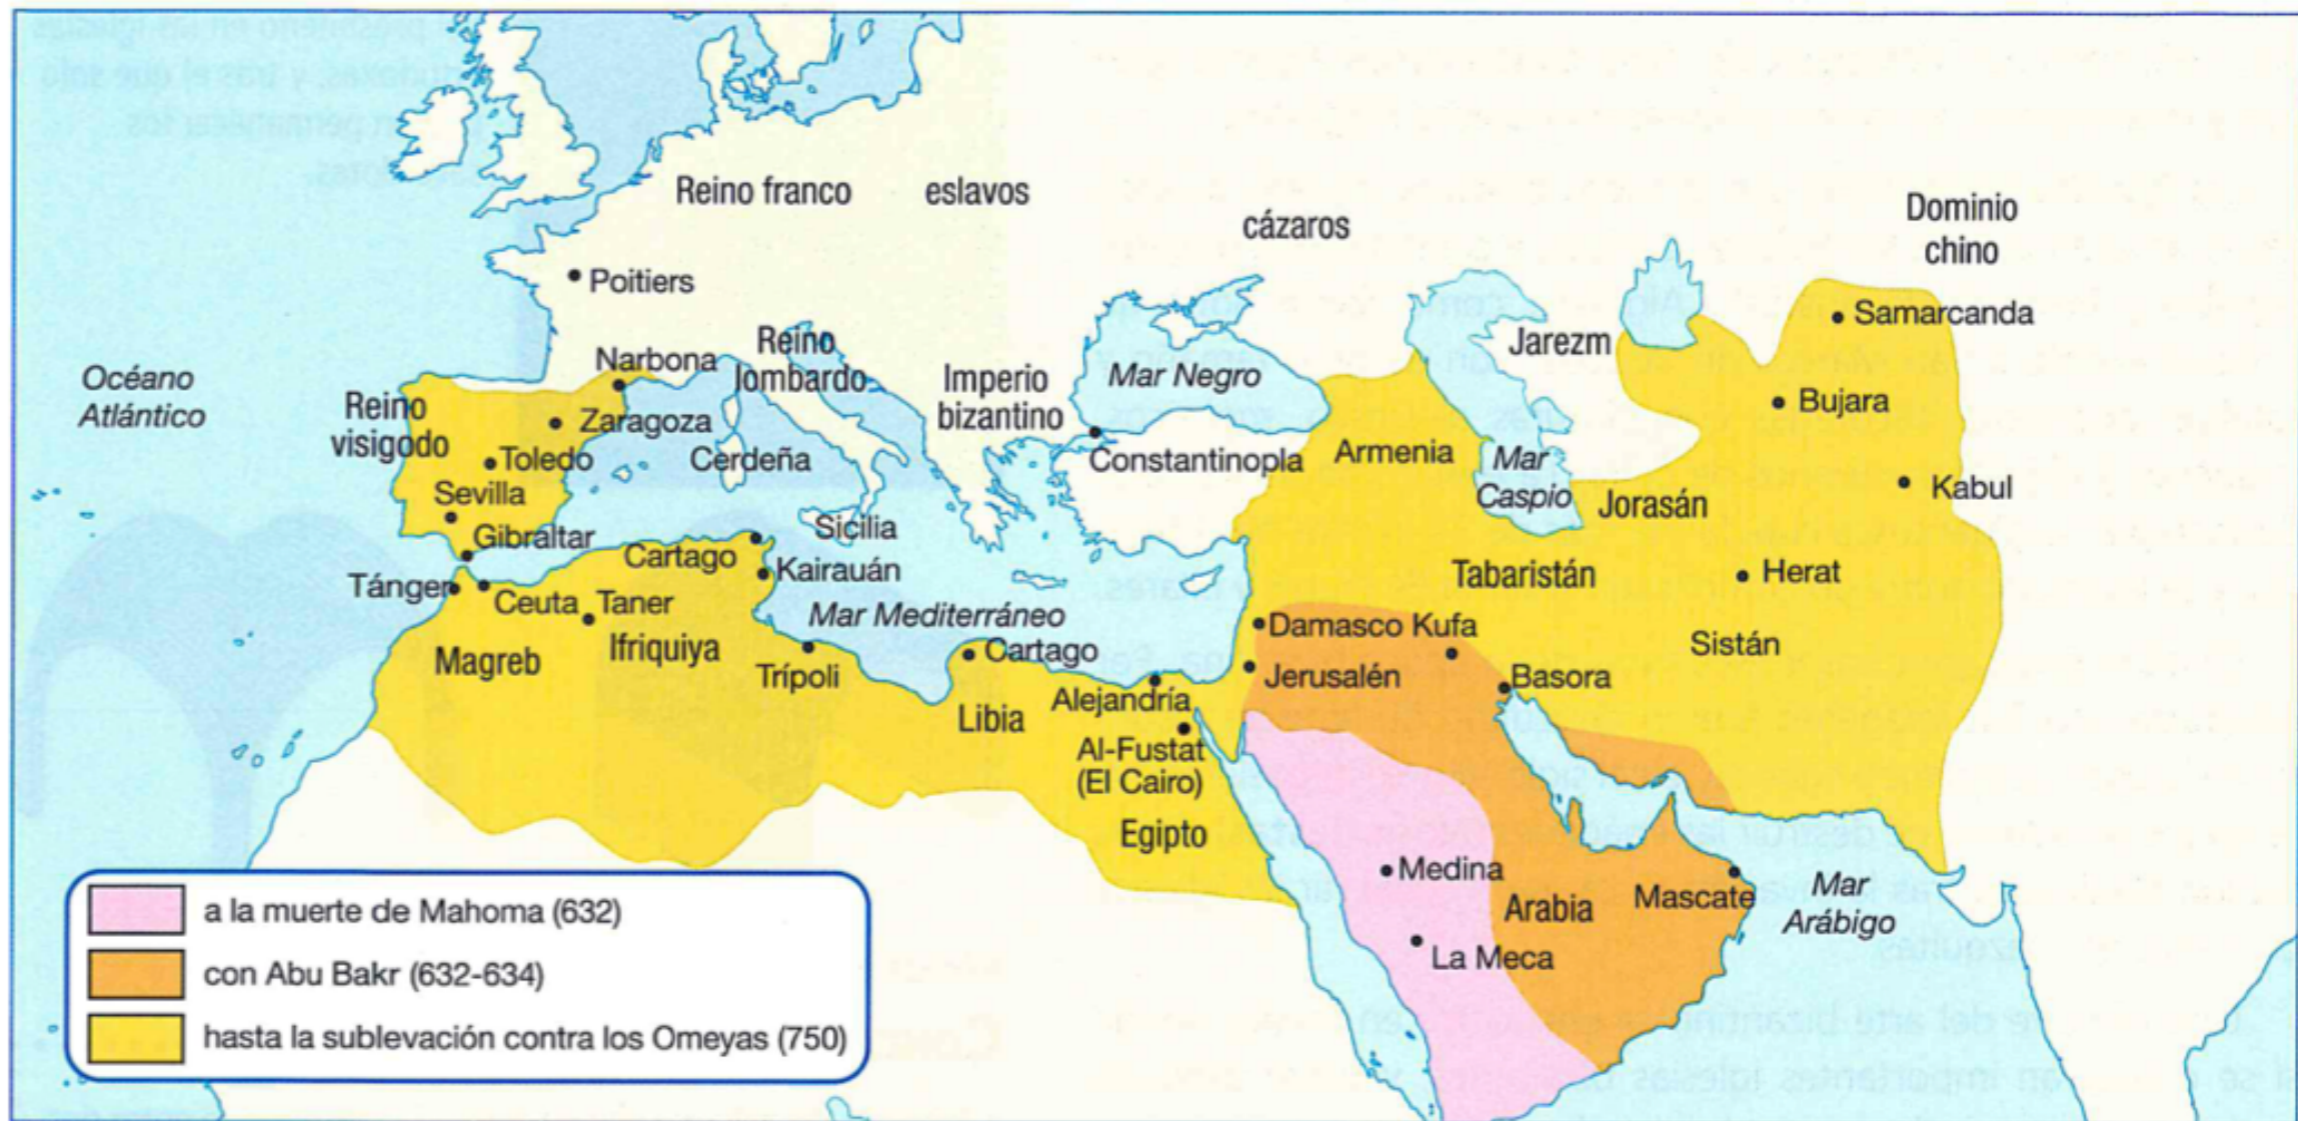 Reino franco
eslavos
cázaros
Dominio
chino
Poitiers
Samarcanda
Océano
Atlántico
Narbona
Reino
lombardo
Imperio
bizantino
Mar Negro
Jarezm
Bujara
Reino
visigodo
Zaragoza
Toledo
Cerdeña
Constantinopla
Armenia
Mar
Caspio
Jorasán
Kabul
Sevilla
Gibraltar
Sicilia
Cartago
Kairauán
Tabaristán
Herat
Tánger
Ceuta
Taner
Ifriquiya
Mar Mediterráneo
Damasco
Kufa
Sistán
Magreb
Trípoli
Cartago
Jerusalén
Basora
Alejandría
Libia
Al-Fustat
(El Cairo)
Egipto
Medina
Arabia
Mascate
Mar
Arábigo
La Meca
a la muerte de Mahoma (632)
con Abu Bakr (632-634)
hasta la sublevación contra los Omeyas (750)